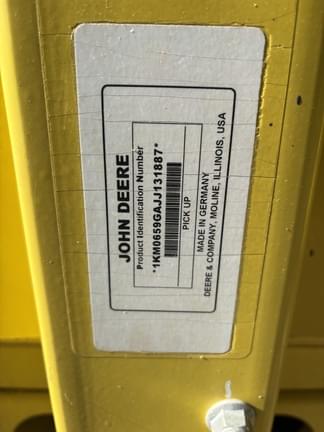 JOHN DEERE
Product Identification Number
*1KM0659GAJJ131887*
PICK UP
MADE IN GERMANY
DEERE & COMPANY, MOLINE, ILLINOIS, USA